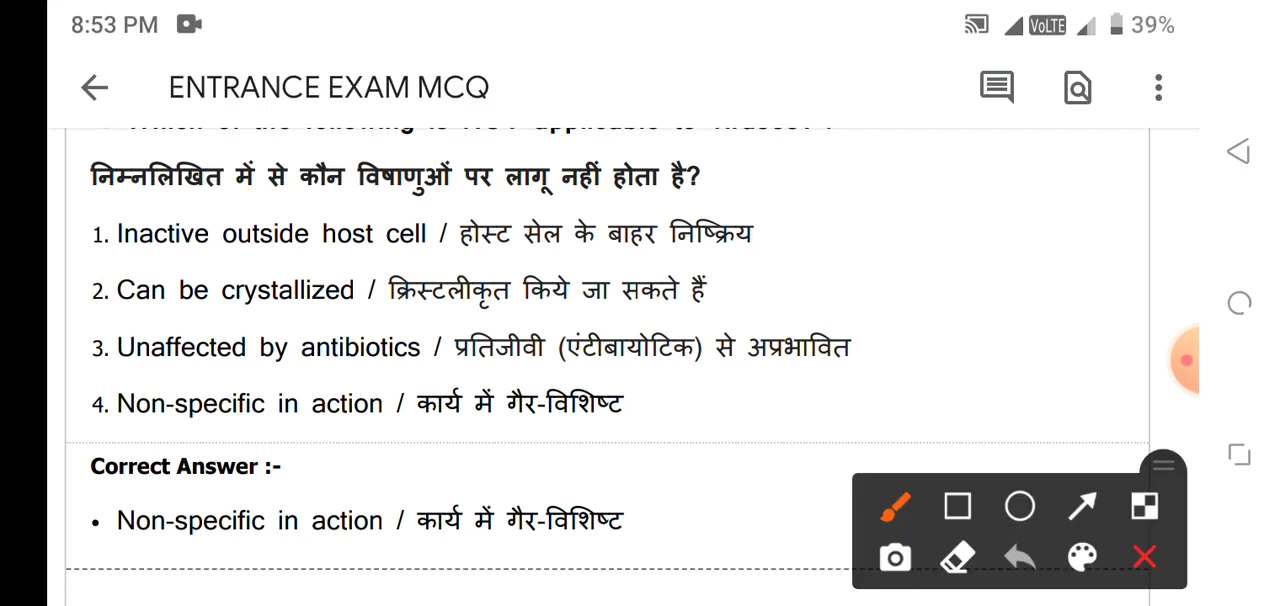 8:53 PM VoLTE 39%
ENTRANCE EXAM MCQ
निम्नलिखित में से कौन विषाणुओं पर लागू नहीं होता है?
1. Inactive outside host cell / होस्ट सेल के बाहर निष्क्रिय
2. Can be crystallized / क्रिस्टलीकृत किये जा सकते हैं
3. Unaffected by antibiotics / प्रतिजीवी (एंटीबायोटिक) से अप्रभावित
4. Non-specific in action / कार्य में गैर-विशिष्ट
Correct Answer :-
• Non-specific in action / कार्य में गैर-विशिष्ट